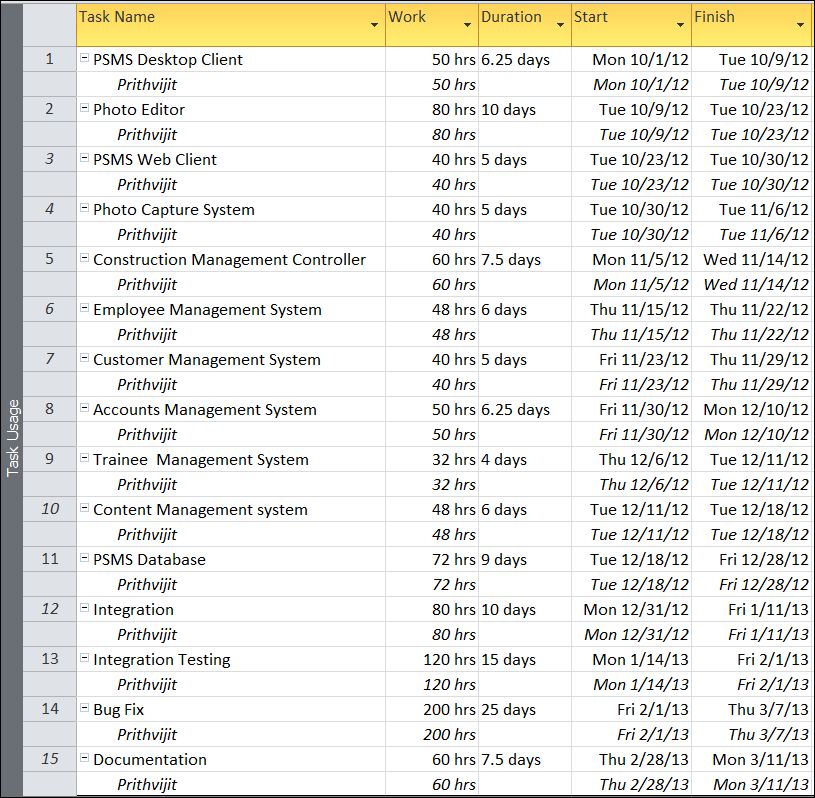 Task Name Work Duration Start Finish
1 PSMS Desktop Client 50 hrs 6.25 days Mon 10/1/12 Tue 10/9/12
Prithvijit 50 hrs Mon 10/1/12 Tue 10/9/12
2 Photo Editor 80 hrs 10 days Tue 10/9/12 Tue 10/23/12
Prithvijit 80 hrs Tue 10/9/12 Tue 10/23/12
3 PSMS Web Client 40 hrs 5 days Tue 10/23/12 Tue 10/30/12
Prithvijit 40 hrs Tue 10/23/12 Tue 10/30/12
4 Photo Capture System 40 hrs 5 days Tue 10/30/12 Tue 11/6/12
Prithvijit 40 hrs Tue 10/30/12 Tue 11/6/12
5 Construction Management Controller 60 hrs 7.5 days Mon 11/5/12 Wed 11/14/12
Prithvijit 60 hrs Mon 11/5/12 Wed 11/14/12
6 Employee Management System 48 hrs 6 days Thu 11/15/12 Thu 11/22/12
Prithvijit 48 hrs Thu 11/15/12 Thu 11/22/12
7 Customer Management System 40 hrs 5 days Fri 11/23/12 Thu 11/29/12
Prithvijit 40 hrs Fri 11/23/12 Thu 11/29/12
8 Accounts Management System 50 hrs 6.25 days Fri 11/30/12 Mon 12/10/12
Prithvijit 50 hrs Fri 11/30/12 Mon 12/10/12
9 Trainee Management System 32 hrs 4 days Thu 12/6/12 Tue 12/11/12
Prithvijit 32 hrs Thu 12/6/12 Tue 12/11/12
10 Content Management system 48 hrs 6 days Tue 12/11/12 Tue 12/18/12
Prithvijit 48 hrs Tue 12/11/12 Tue 12/18/12
11 PSMS Database 72 hrs 9 days Tue 12/18/12 Fri 12/28/12
Prithvijit 72 hrs Tue 12/18/12 Fri 12/28/12
12 Integration 80 hrs 10 days Mon 12/31/12 Fri 1/11/13
Prithvijit 80 hrs Mon 12/31/12 Fri 1/11/13
13 Integration Testing 120 hrs 15 days Mon 1/14/13 Fri 2/1/13
Prithvijit 120 hrs Mon 1/14/13 Fri 2/1/13
14 Bug Fix 200 hrs 25 days Fri 2/1/13 Thu 3/7/13
Prithvijit 200 hrs Fri 2/1/13 Thu 3/7/13
15 Documentation 60 hrs 7.5 days Thu 2/28/13 Mon 3/11/13
Prithvijit 60 hrs Thu 2/28/13 Mon 3/11/13
Task Usage